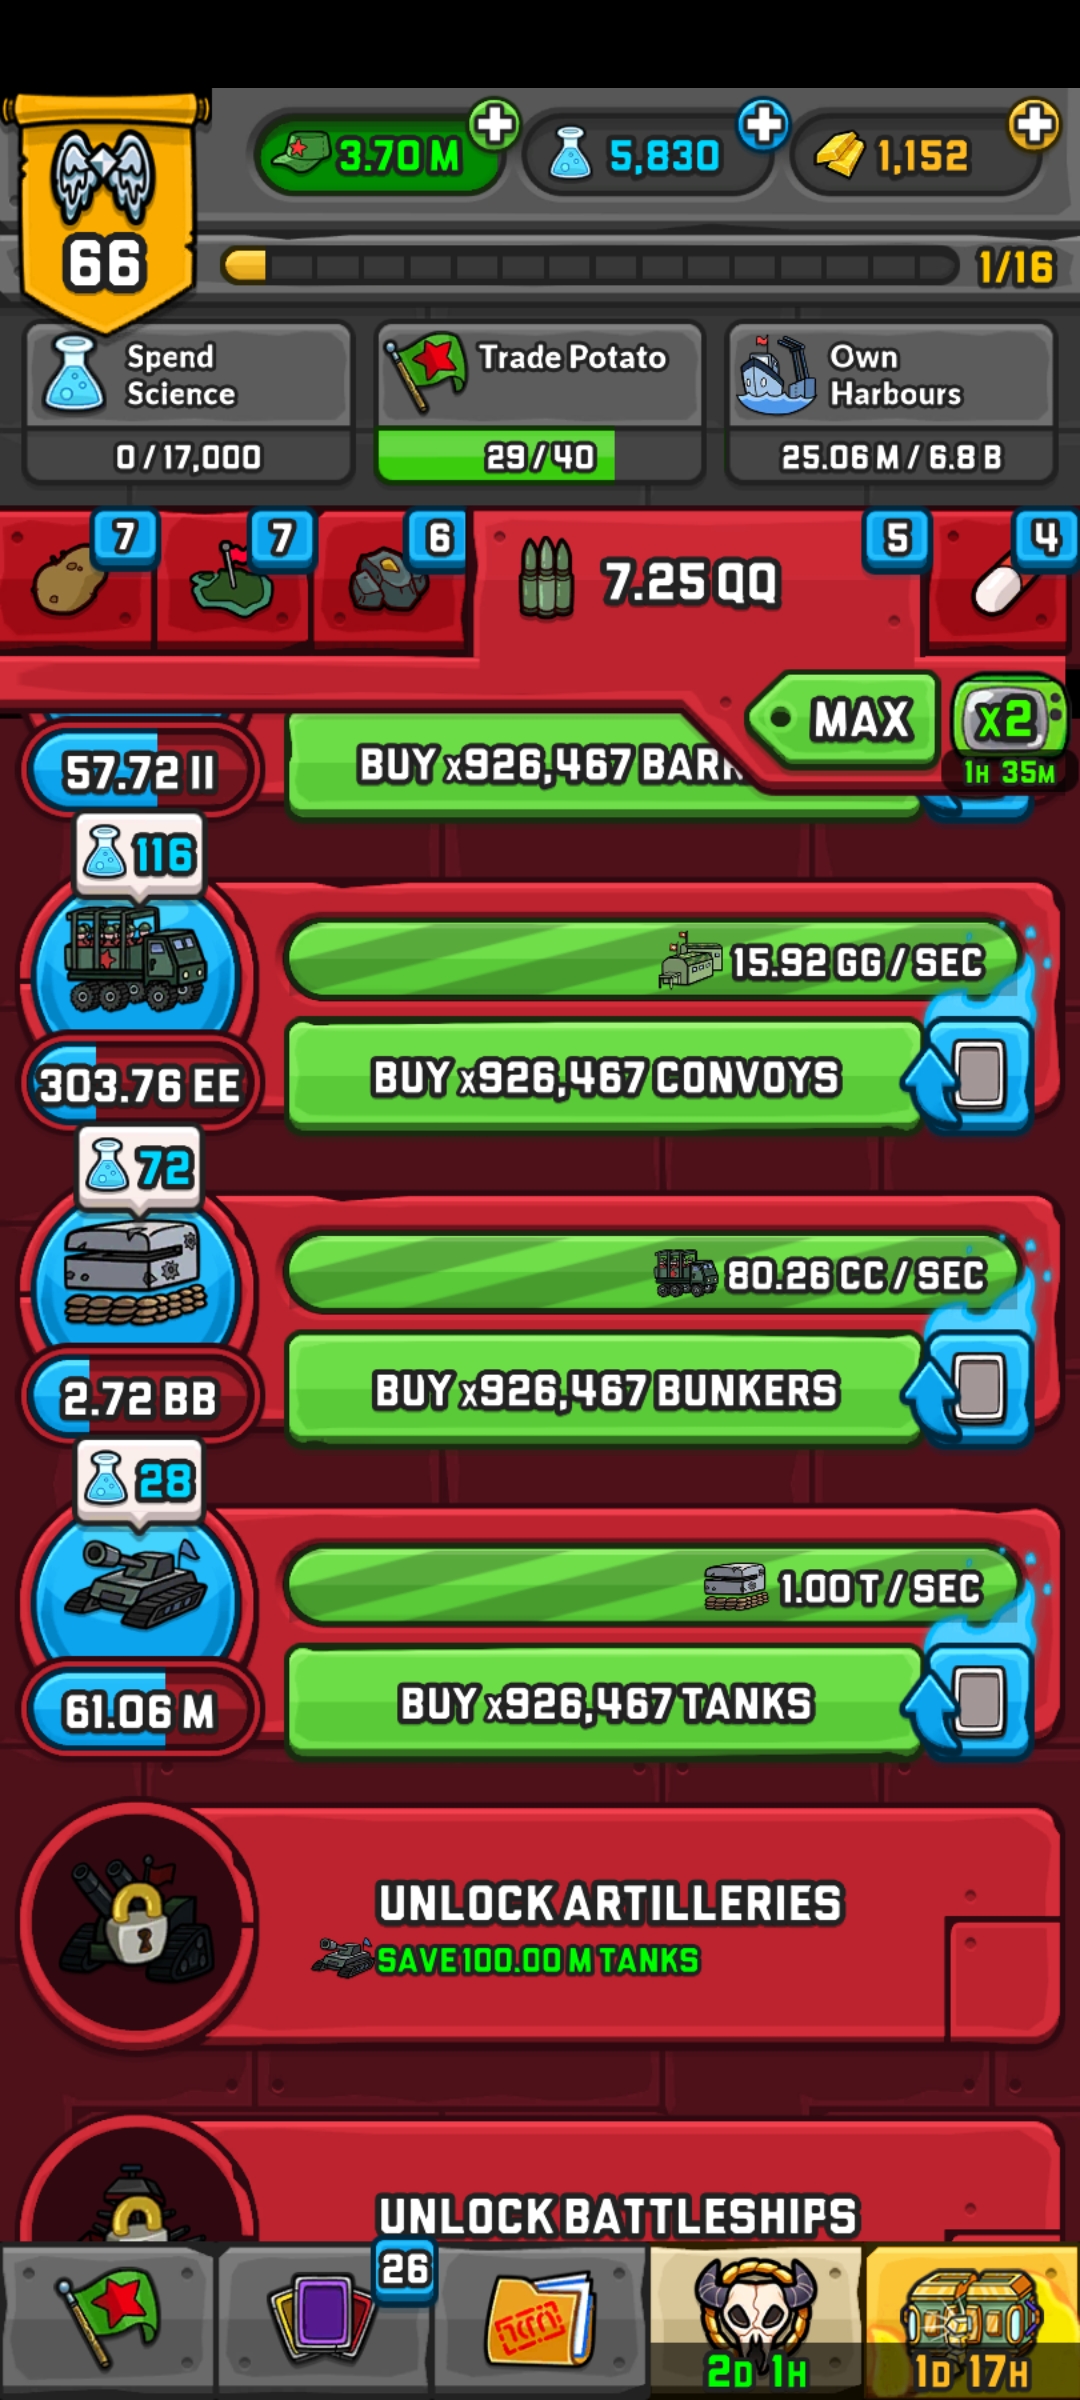 3.70 M
5,830
1,152
66
1/16
Spend
Science
0/17,000
Trade Potato
29/40
Own
Harbours
25.06 M / 6.8 B
7
7
6
7.25 QQ
5
4
MAX
x2
1H 35M
57.72 II
BUY x926,467
116
15.92 GG / SEC
BUY x926,467 CONVOYS
303.76 EE
72
80.26 CC / SEC
BUY x926,467 BUNKERS
2.72 BB
28
1.00 T / SEC
BUY x926,467 TANKS
61.06 M
UNLOCK ARTILLERIES
SAVE 100.00 M TANKS
UNLOCK BATTLESHIPS
26
2D 1H
1D 17H